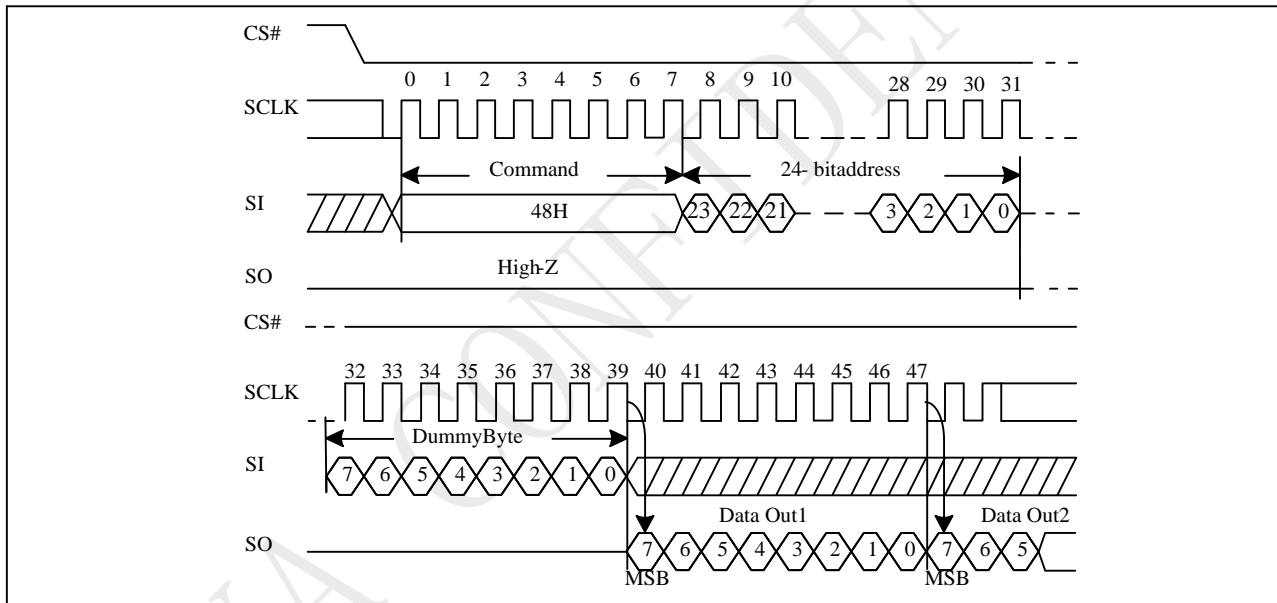 CS#
0 1 2 3 4 5 6 7 8 9 10 28 29 30 31
SCLK
Command 24- bitaddress
SI 48H 23 22 21 3 2 1 0
High-Z
SO
CS#
32 33 34 35 36 37 38 39 40 41 42 43 44 45 46 47
SCLK
DummyByte
SI 7 6 5 4 3 2 1 0
Data Out1 Data Out2
SO 7 6 5 4 3 2 1 0 7 6 5
MSB MSB